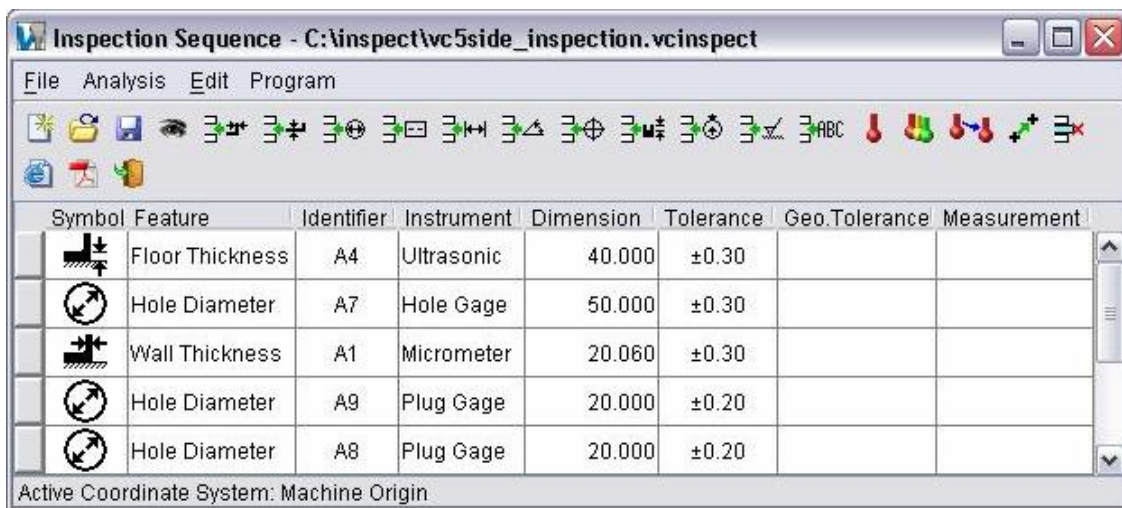 Inspection Sequence - C:\inspect\vc5side_inspection.vcinspect
File Analysis Edit Program
ABC
Symbol Feature Identifier Instrument Dimension Tolerance Geo.Tolerance Measurement
Floor Thickness A4 Ultrasonic 40.000 ±0.30
Hole Diameter A7 Hole Gage 50.000 ±0.30
Wall Thickness A1 Micrometer 20.060 ±0.30
Hole Diameter A9 Plug Gage 20.000 ±0.20
Hole Diameter A8 Plug Gage 20.000 ±0.20
Active Coordinate System: Machine Origin